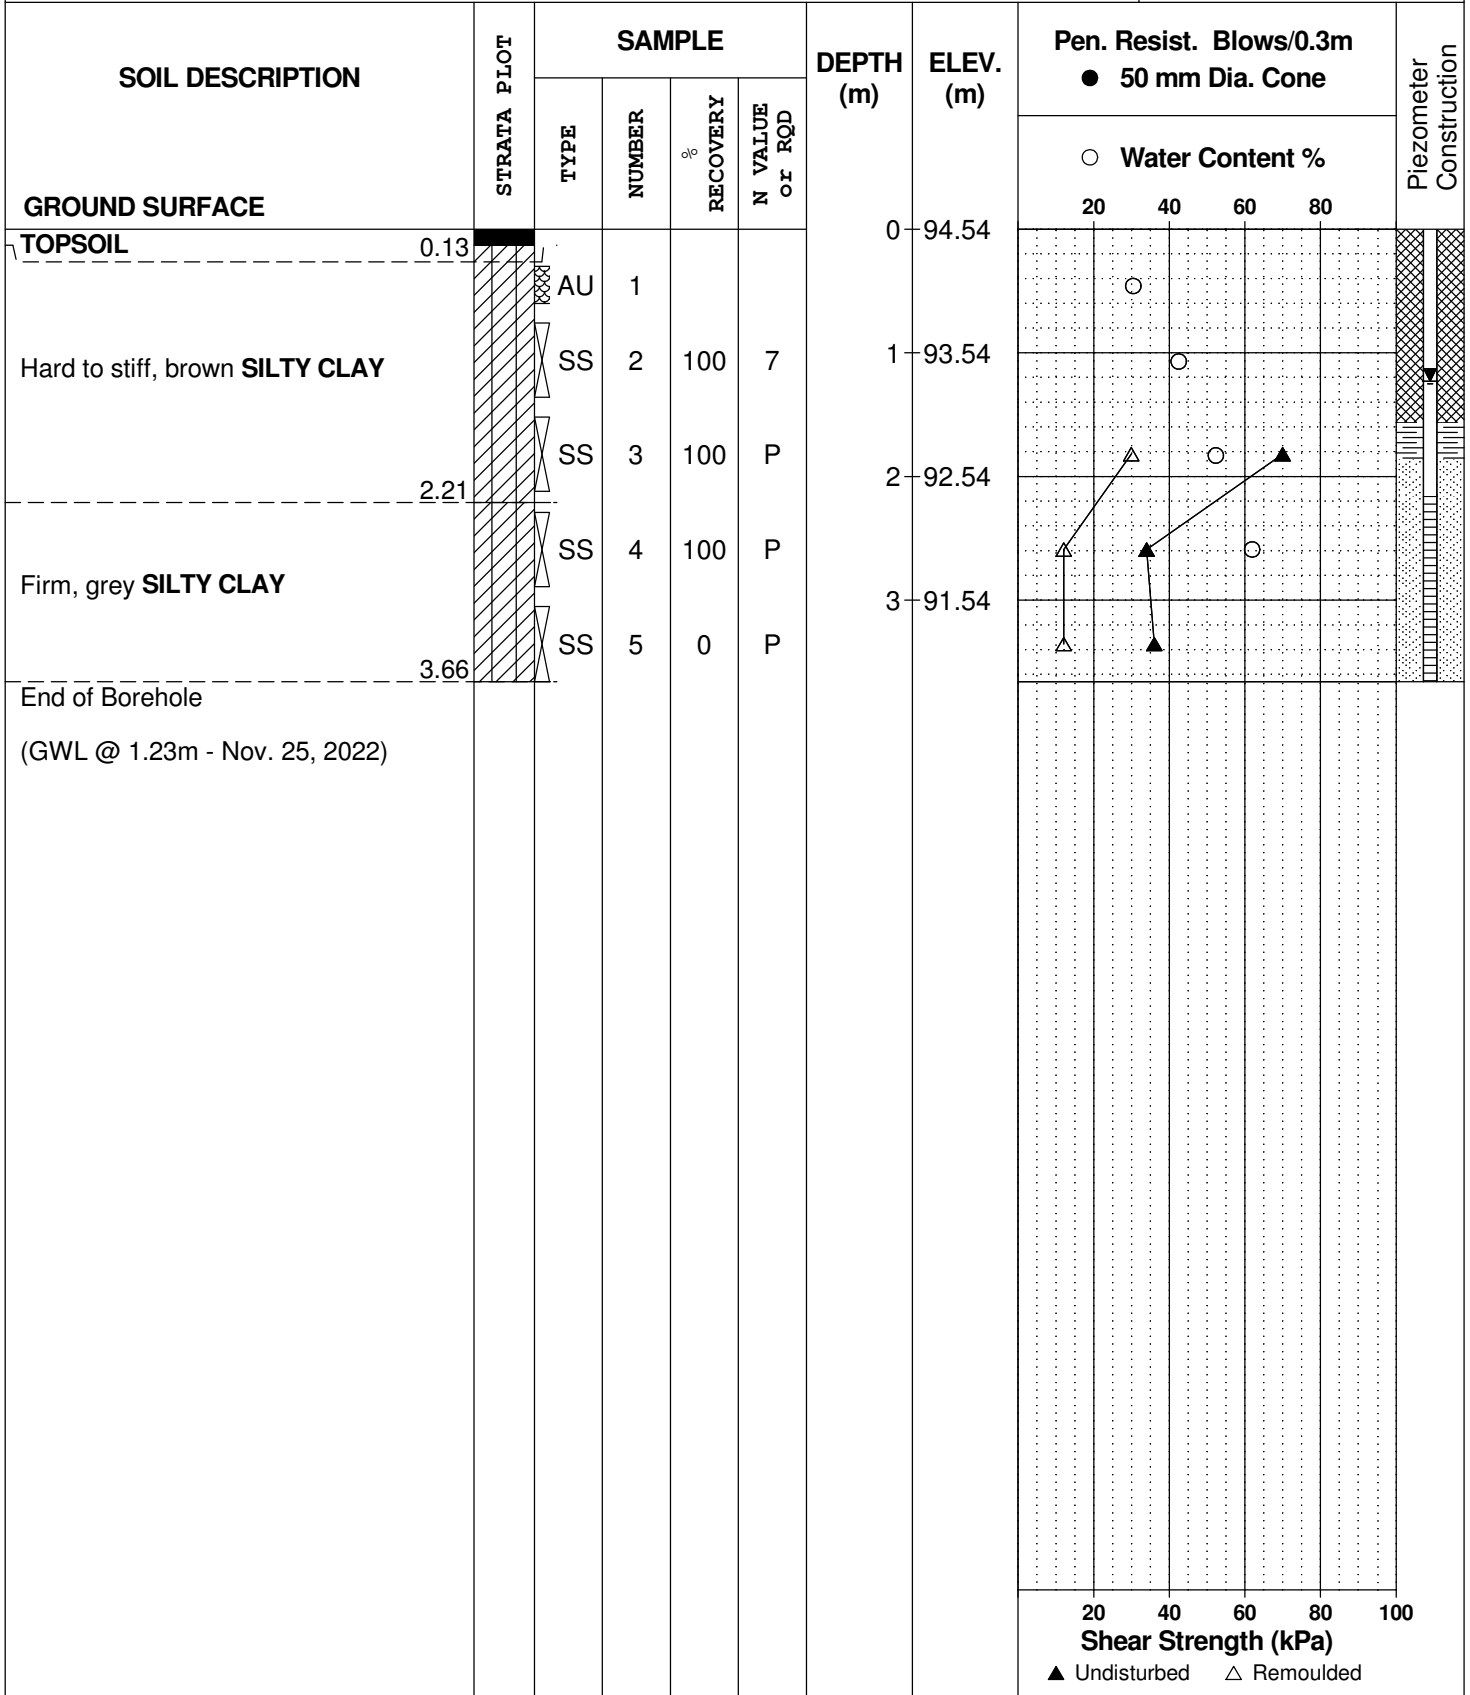 SOIL DESCRIPTION
GROUND SURFACE
STRATA PLOT
SAMPLE
TYPE
NUMBER
%
RECOVERY
N VALUE
or RQD
DEPTH
(m)
ELEV.
(m)
Pen. Resist. Blows/0.3m
● 50 mm Dia. Cone
○ Water Content %
20 40 60 80
Piezometer
Construction
0 94.54
TOPSOIL 0.13
AU 1
Hard to stiff, brown SILTY CLAY
SS 2 100 7
1 93.54
SS 3 100 P
2 92.54
2.21
SS 4 100 P
Firm, grey SILTY CLAY
3 91.54
SS 5 0 P
3.66
End of Borehole
(GWL @ 1.23m - Nov. 25, 2022)
20 40 60 80 100
Shear Strength (kPa)
▲ Undisturbed △ Remoulded